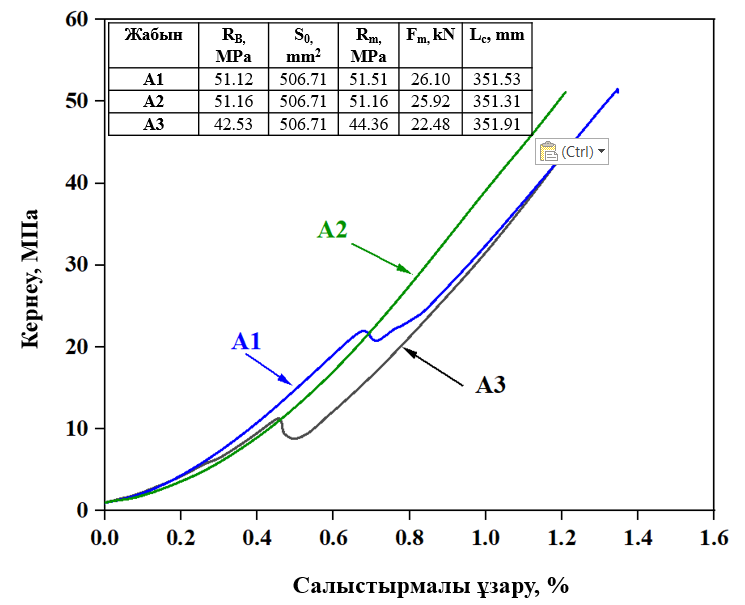 Жабын R_B, MPa S_0, mm² R_m, MPa F_m, kN L_c, mm
A1 51.12 506.71 51.51 26.10 351.53
A2 51.16 506.71 51.16 25.92 351.31
A3 42.53 506.71 44.36 22.48 351.91
(Ctrl)
60
50
40
30
20
10
0
Кернеу, МПа
A2
A1
A3
0.0 0.2 0.4 0.6 0.8 1.0 1.2 1.4 1.6
Салыстырмалы ұзару, %